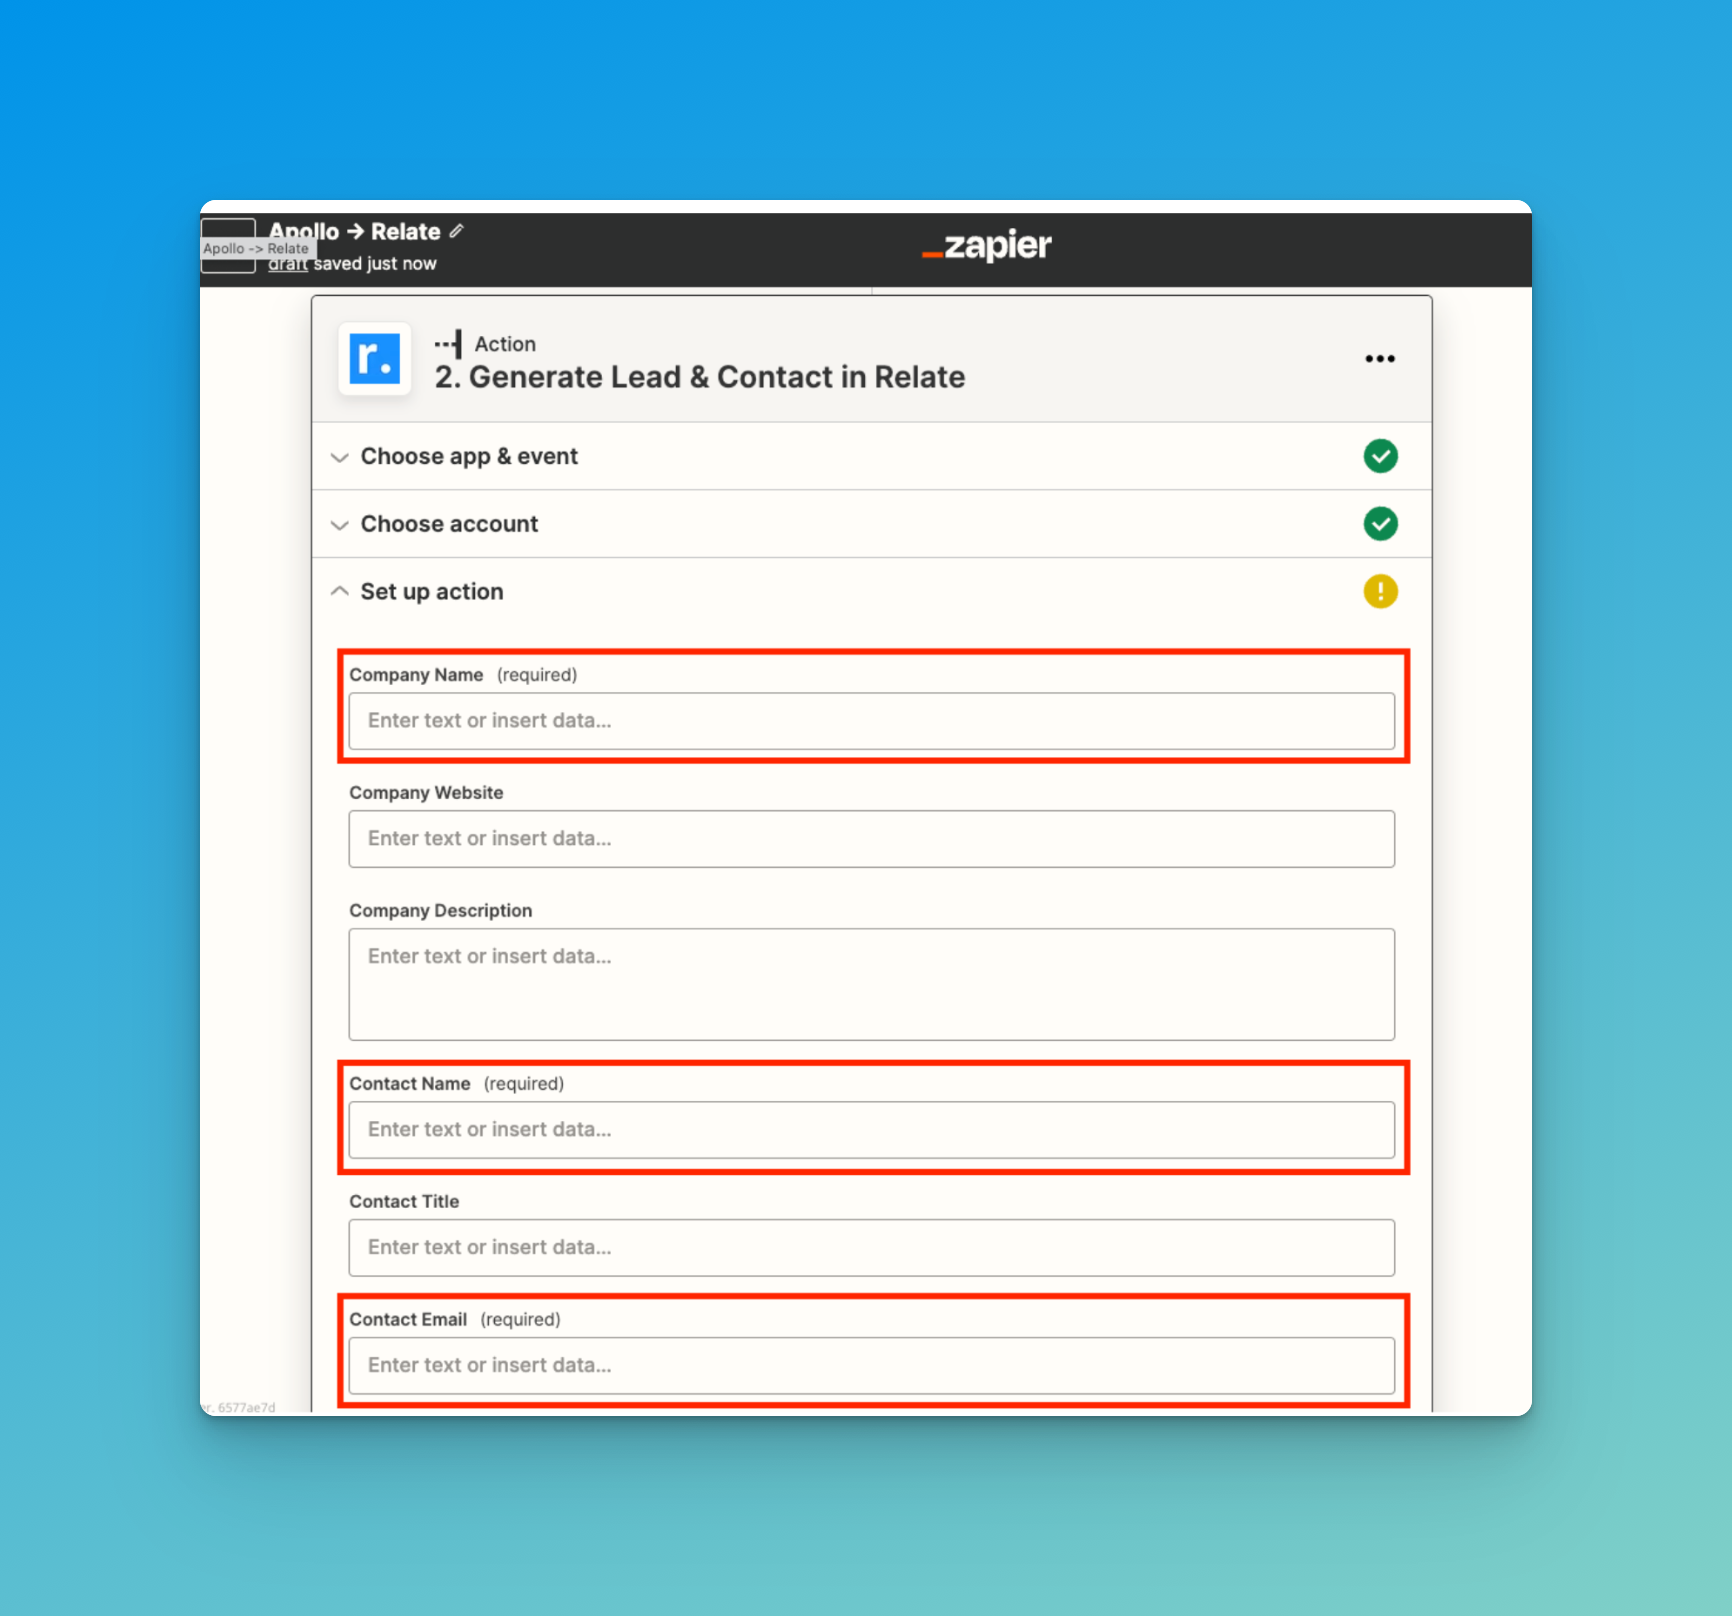 Apollo → Relate
Apollo -> Relate
draft saved just now
zapier
r.
Action
2. Generate Lead & Contact in Relate
Choose app & event
Choose account
Set up action
Company Name (required)
Enter text or insert data...
Company Website
Enter text or insert data...
Company Description
Enter text or insert data...
Contact Name (required)
Enter text or insert data...
Contact Title
Enter text or insert data...
Contact Email (required)
Enter text or insert data...
6577ae7d